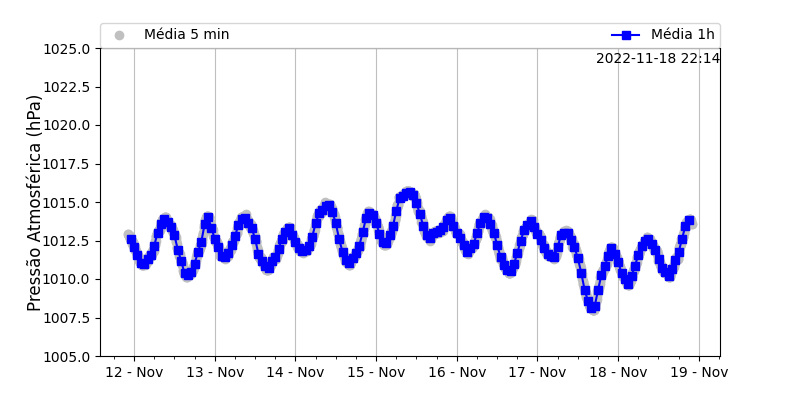 Média 5 min
Média 1h
2022-11-18 22:14
Pressão Atmosférica (hPa)
1025.0
1022.5
1020.0
1017.5
1015.0
1012.5
1010.0
1007.5
1005.0
12 - Nov
13 - Nov
14 - Nov
15 - Nov
16 - Nov
17 - Nov
18 - Nov
19 - Nov